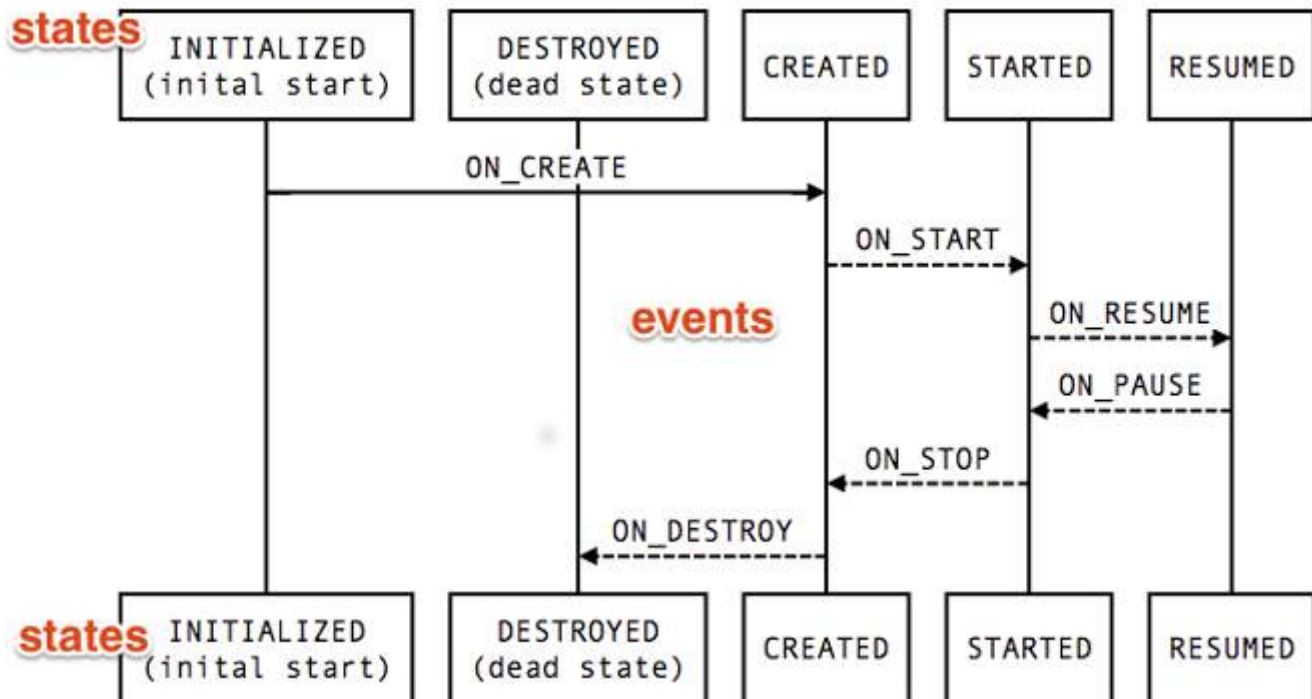 states
INITIALIZED
(inital start)
DESTROYED
(dead state)
CREATED
STARTED
RESUMED
ON_CREATE
ON_START
events
ON_RESUME
ON_PAUSE
ON_STOP
ON_DESTROY
states
INITIALIZED
(inital start)
DESTROYED
(dead state)
CREATED
STARTED
RESUMED